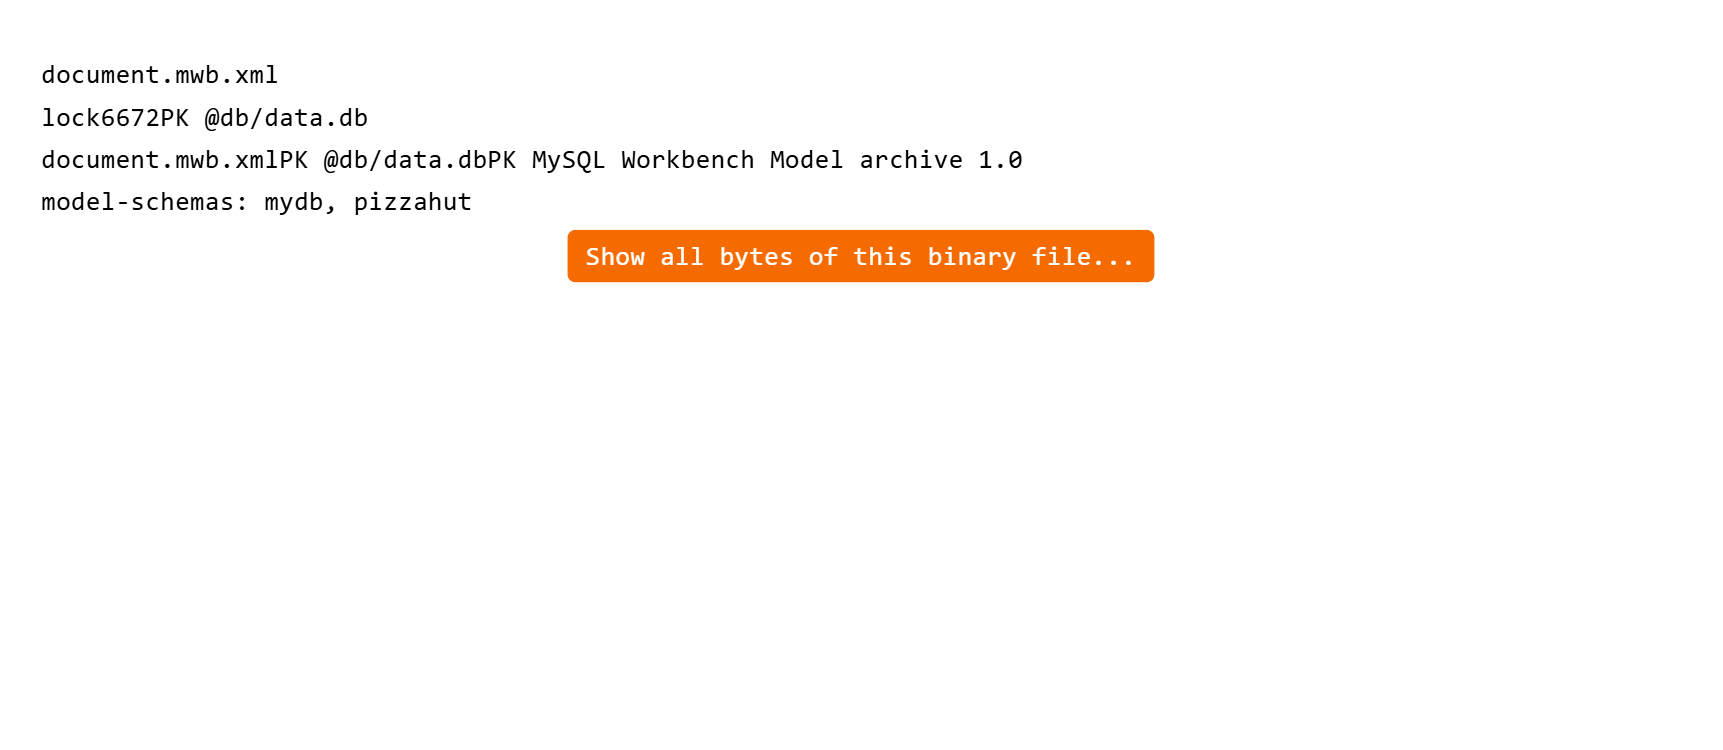 document.mwb.xml
lock6672PK @db/data.db
document.mwb.xmlPK @db/data.dbPK MySQL Workbench Model archive 1.0
model-schemas: mydb, pizzahut
Show all bytes of this binary file...